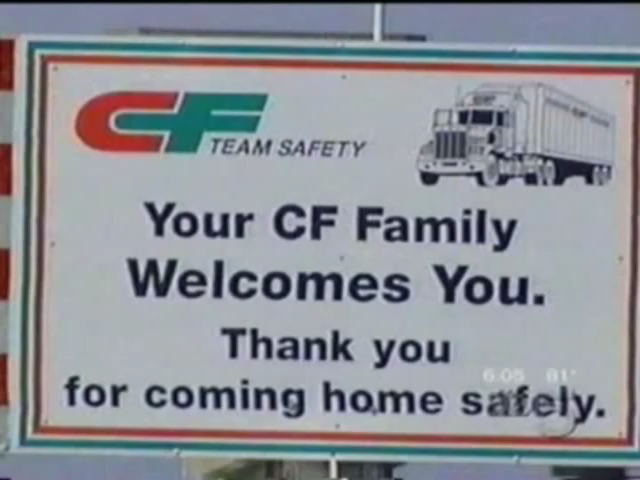 CF
TEAM SAFETY
Your CF Family
Welcomes You.
Thank you
for coming home safely.
6:05 81°